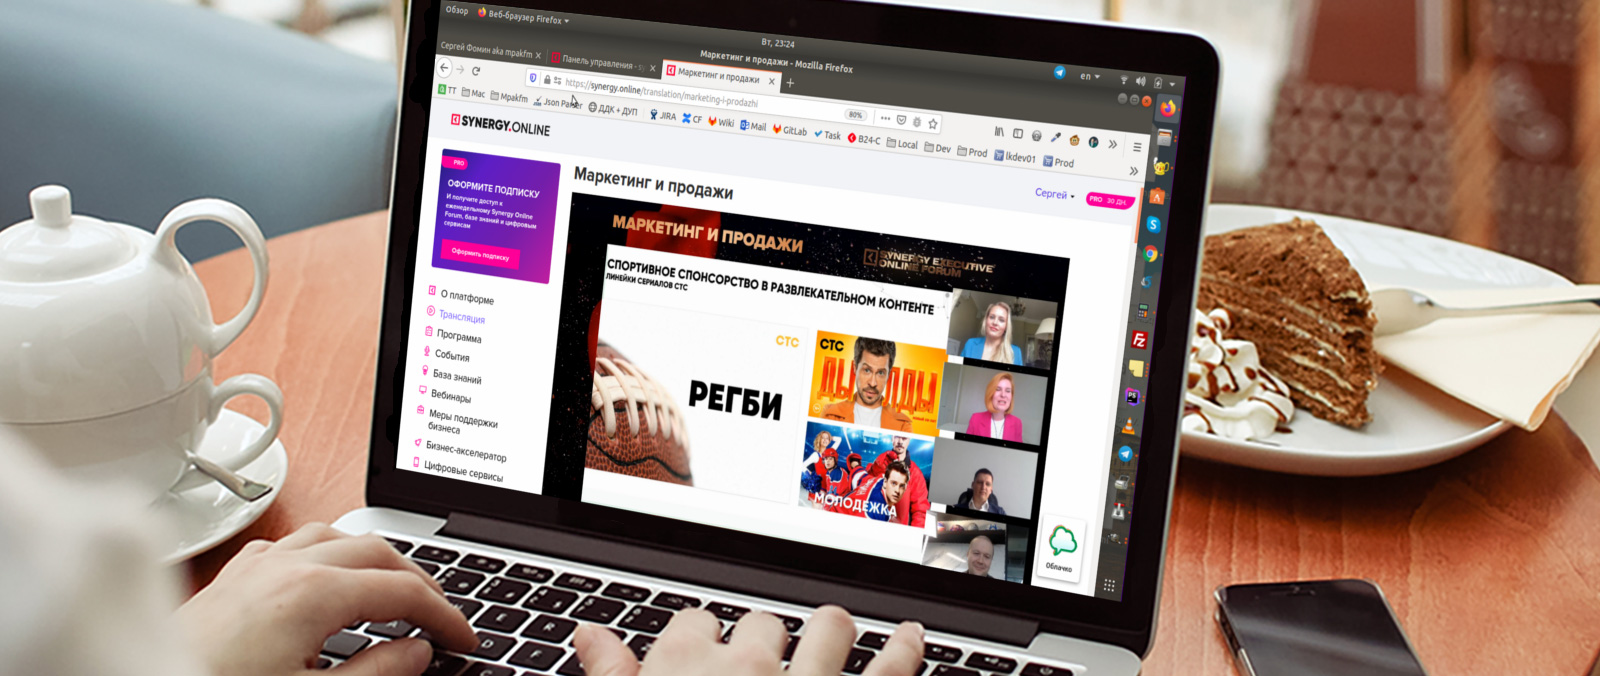 Обзор
Веб-браузер Firefox
Вт, 23:24
en
Маркетинг и продажи - Mozilla Firefox
Сергей Фомин aka mpakfm
Панель управления - 
Маркетинг и продажи
https://synergy.online/translation/marketing-i-prodazhi
80%
ТТ
Mac
Mpakfm
Json Parser
ДДК + ДУП
JIRA
CF
Wiki
Mail
GitLab
Task
B24-C
Local
Dev
Prod
lkdev01
Prod
SYNERGY.ONLINE
Сергей
PRO 30 ДН.
PRO
ОФОРМИТЕ ПОДПИСКУ
И получите доступ к
еженедельному Synergy Online
Forum, базе знаний и цифровым
сервисам
Оформить подписку
О платформе
Трансляция
Программа
События
База знаний
Вебинары
Меры поддержки
бизнеса
Бизнес-акселератор
Цифровые сервисы
Маркетинг и продажи
МАРКЕТИНГ И ПРОДАЖИ
SYNERGY EXECUTIVE
ONLINE FORUM
СПОРТИВНОЕ СПОНСОРСТВО В РАЗВЛЕКАТЕЛЬНОМ КОНТЕНТЕ
ЛИНЕЙКИ СЕРИАЛОВ СТС
СТС
РЕГБИ
СТС
ДЫЛДЫ
МОЛОДЕЖКА
Облачко